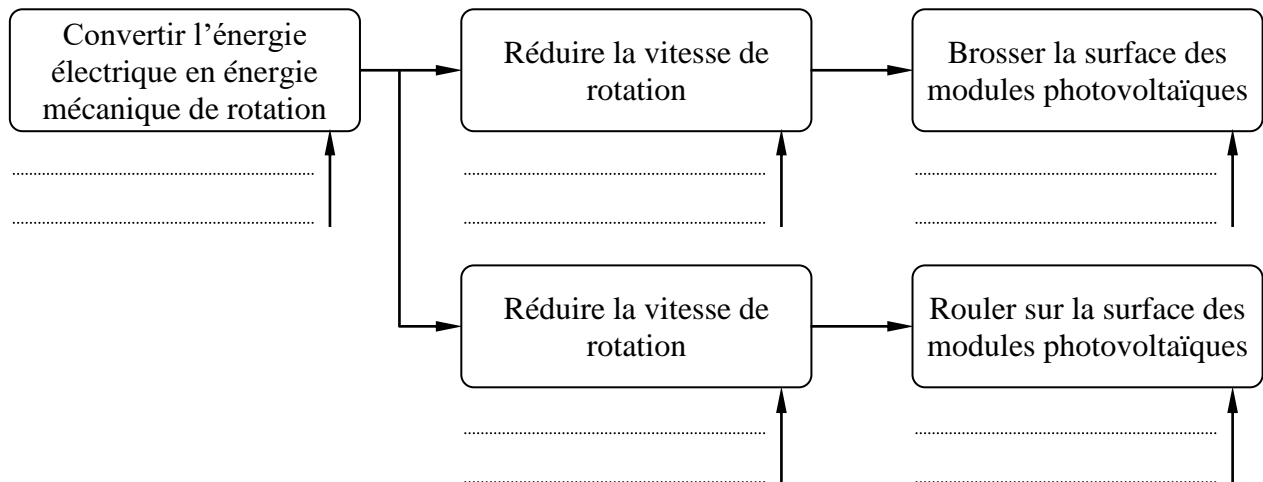 Convertir l’énergie
électrique en énergie
mécanique de rotation
Réduire la vitesse de
rotation
Brosser la surface des
modules photovoltaïques
Réduire la vitesse de
rotation
Rouler sur la surface des
modules photovoltaïques